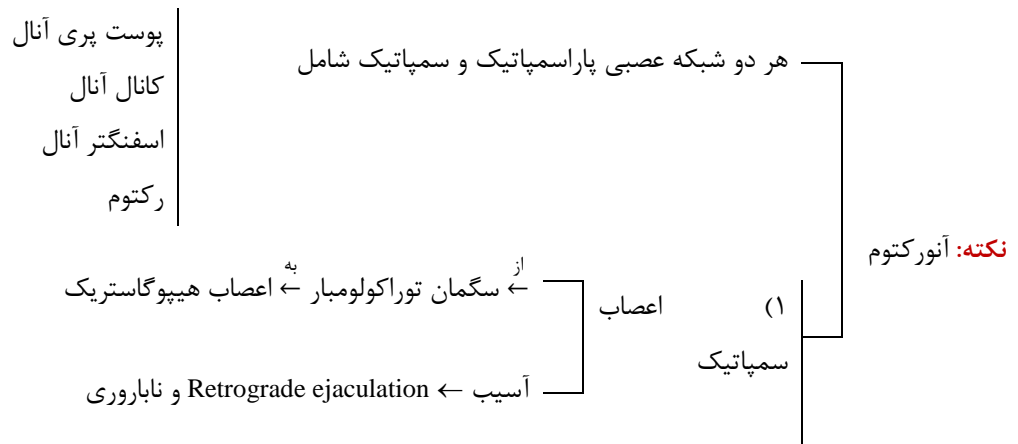 نکته: آنورکتوم
هر دو شبکه عصبی پاراسمپاتیک و سمپاتیک شامل
پوست پری آنال
کانال آنال
اسفنگتر آنال
رکتوم
۱) اعصاب
سمپاتیک
از ← سگمان توراکولومبار به ← اعصاب هیپوگاستریک
آسیب ← Retrograde ejaculation و ناباروری